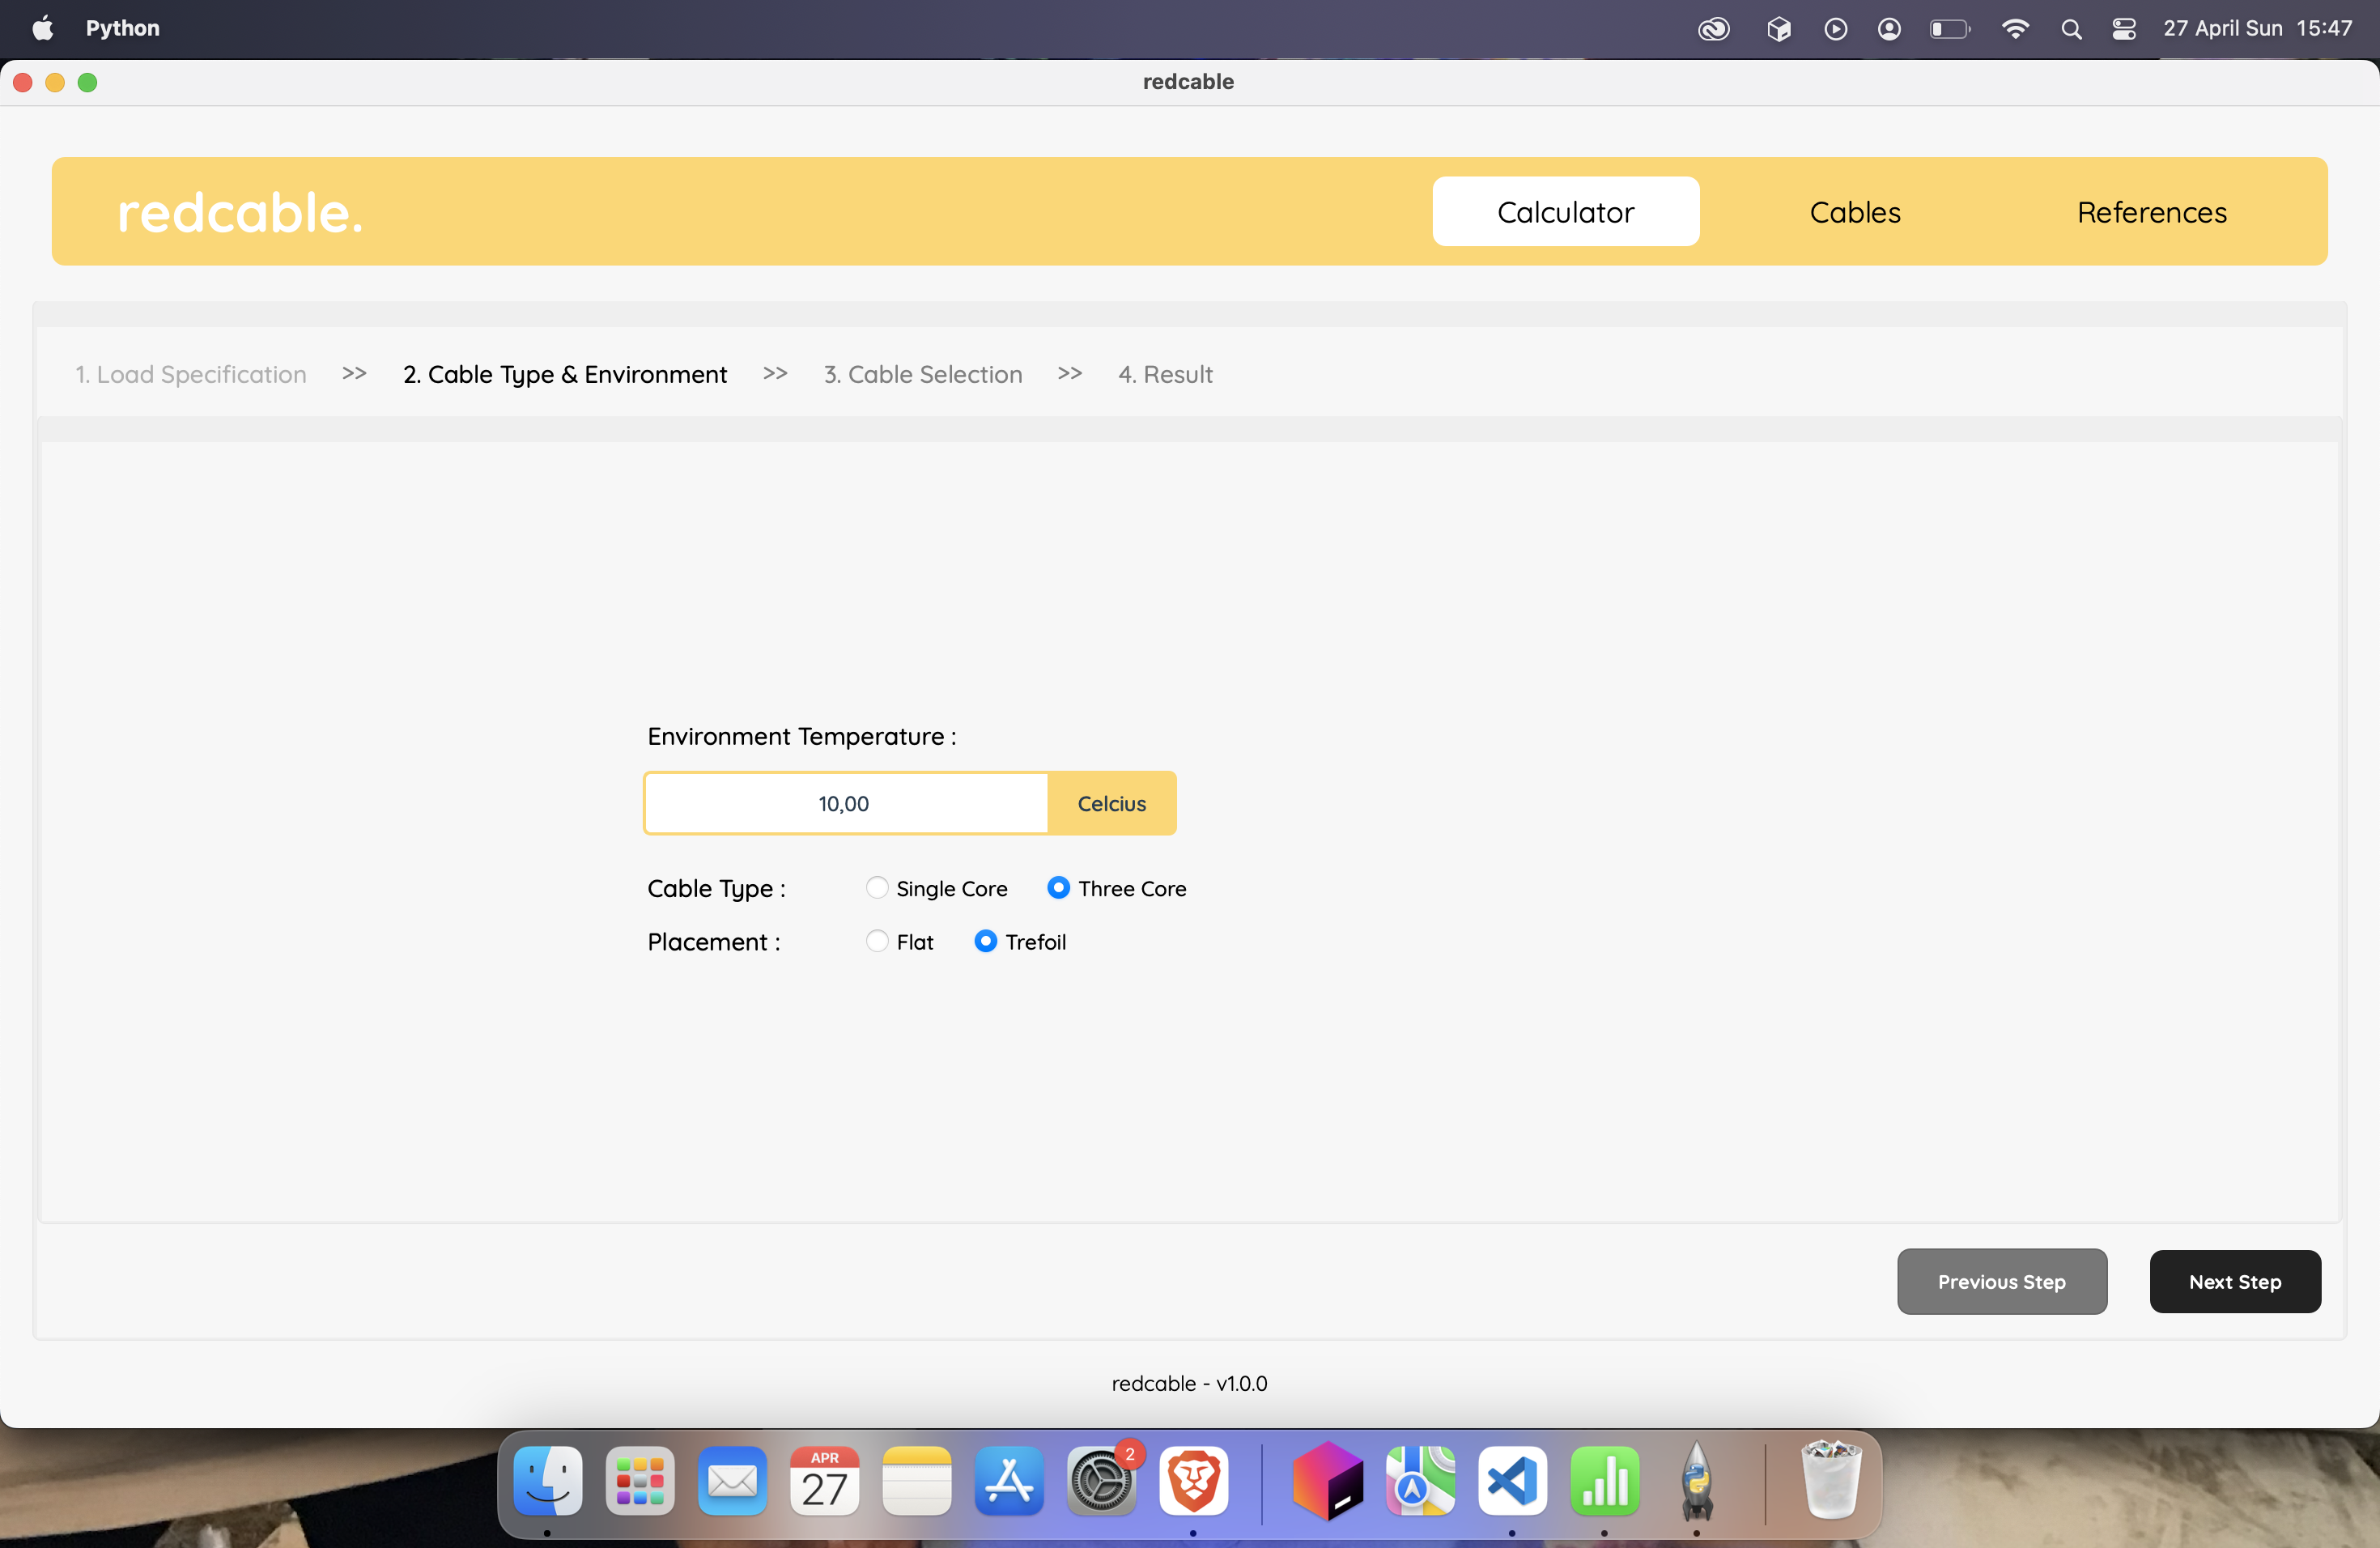 Python 27 April Sun 15:47
redcable
redcable. Calculator Cables References
1. Load Specification >> 2. Cable Type & Environment >> 3. Cable Selection >> 4. Result
Environment Temperature :
10,00 Celcius
Cable Type : Single Core Three Core
Placement : Flat Trefoil
Previous Step Next Step
redcable - v1.0.0
APR
27
2